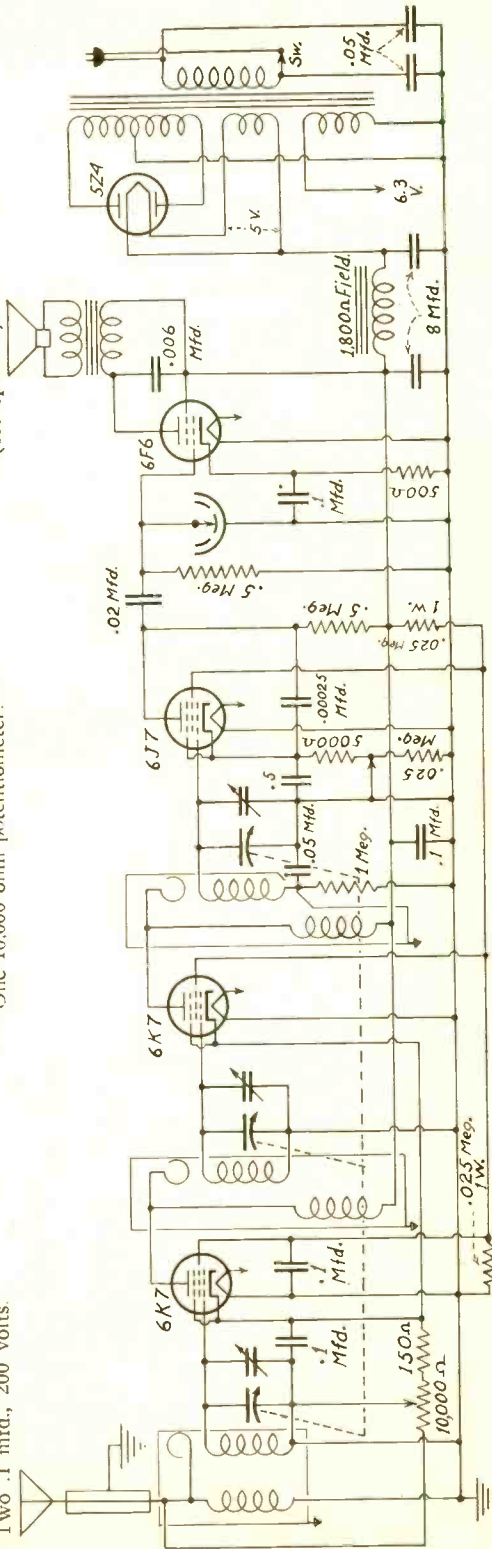 Two .1 mfd., 200 volts.
One 10,000 ohm potentiometer.
6K7
.1
Mfd.
.1
Mfd.
150Ω
10,000 Ω
.025 Meg.
1 W.
6K7
.05 Mfd.
1 Meg.
6J7
.5
.00025
Mfd.
5000Ω
.025
Meg.
.1 Mfd.
.02 Mfd.
.5 Meg.
.5 Meg.
.025 Meg.
1 W.
6F6
.006
Mfd.
.1
Mfd.
500Ω
1800Ω Field.
8 Mfd.
5Z4
5 V.
6.3
V.
Sw.
.05
Mfd.